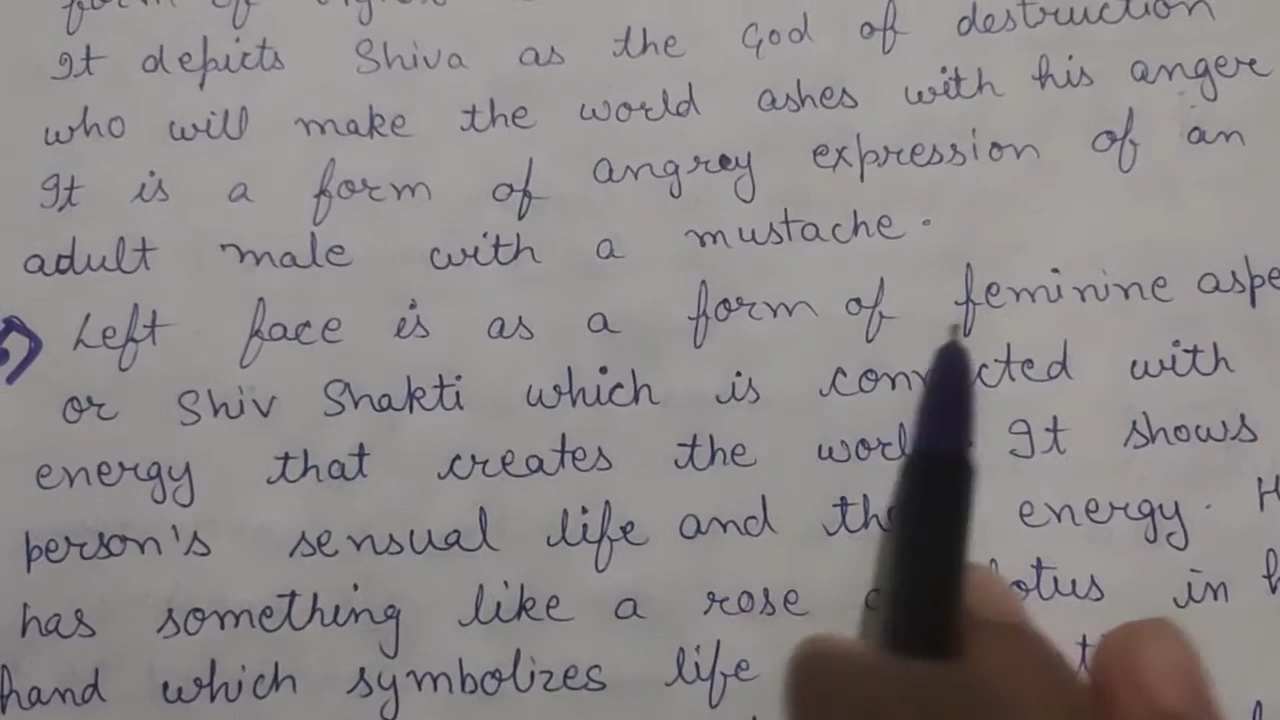 form of
It depicts Shiva as the God of destruction
who will make the world ashes with his anger
It is a form of angrey expression of an
adult male with a mustache.
Left face is as a form of feminine aspe
or Shiv Shakti which is connected with
energy that creates the world. It shows
person's sensual life and energy. H
has something like a rose lotus in h
hand which symbolizes life